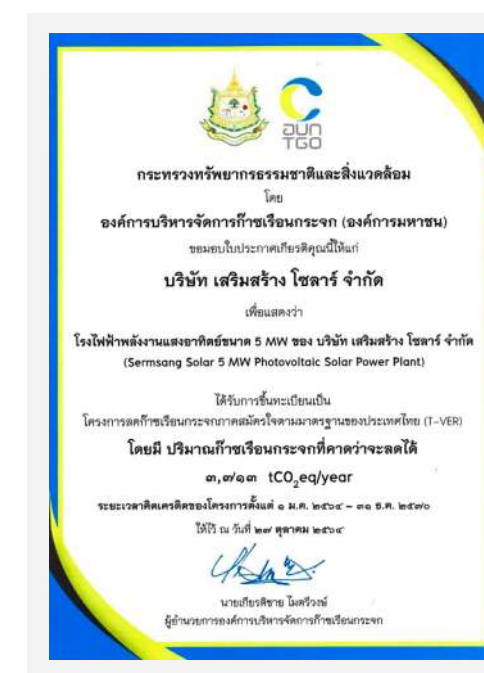 อบก
TGO
กระทรวงทรัพยากรธรรมชาติและสิ่งแวดล้อม
โดย
องค์การบริหารจัดการก๊าซเรือนกระจก (องค์การมหาชน)
ขอมอบใบประกาศเกียรติคุณนี้ให้แก่
บริษัท เสริมสร้าง โซลาร์ จำกัด
เพื่อแสดงว่า
โรงไฟฟ้าพลังงานแสงอาทิตย์ขนาด 5 MW ของ บริษัท เสริมสร้าง โซลาร์ จำกัด
(Sermsang Solar 5 MW Photovoltaic Solar Power Plant)
ได้รับการขึ้นทะเบียนเป็น
โครงการลดก๊าซเรือนกระจกภาคสมัครใจตามมาตรฐานของประเทศไทย (T-VER)
โดยมี ปริมาณก๊าซเรือนกระจกที่คาดว่าจะลดได้
๓,๗๑๓ tCO₂eq/year
ระยะเวลาคิดเครดิตของโครงการตั้งแต่ ๑ ม.ค. ๒๕๖๔ – ๓๑ ธ.ค. ๒๕๗๐
ให้ไว้ ณ วันที่ ๒๗ ตุลาคม ๒๕๖๔
นายเกียรติชาย ไมตรีวงษ์
ผู้อำนวยการองค์การบริหารจัดการก๊าซเรือนกระจก